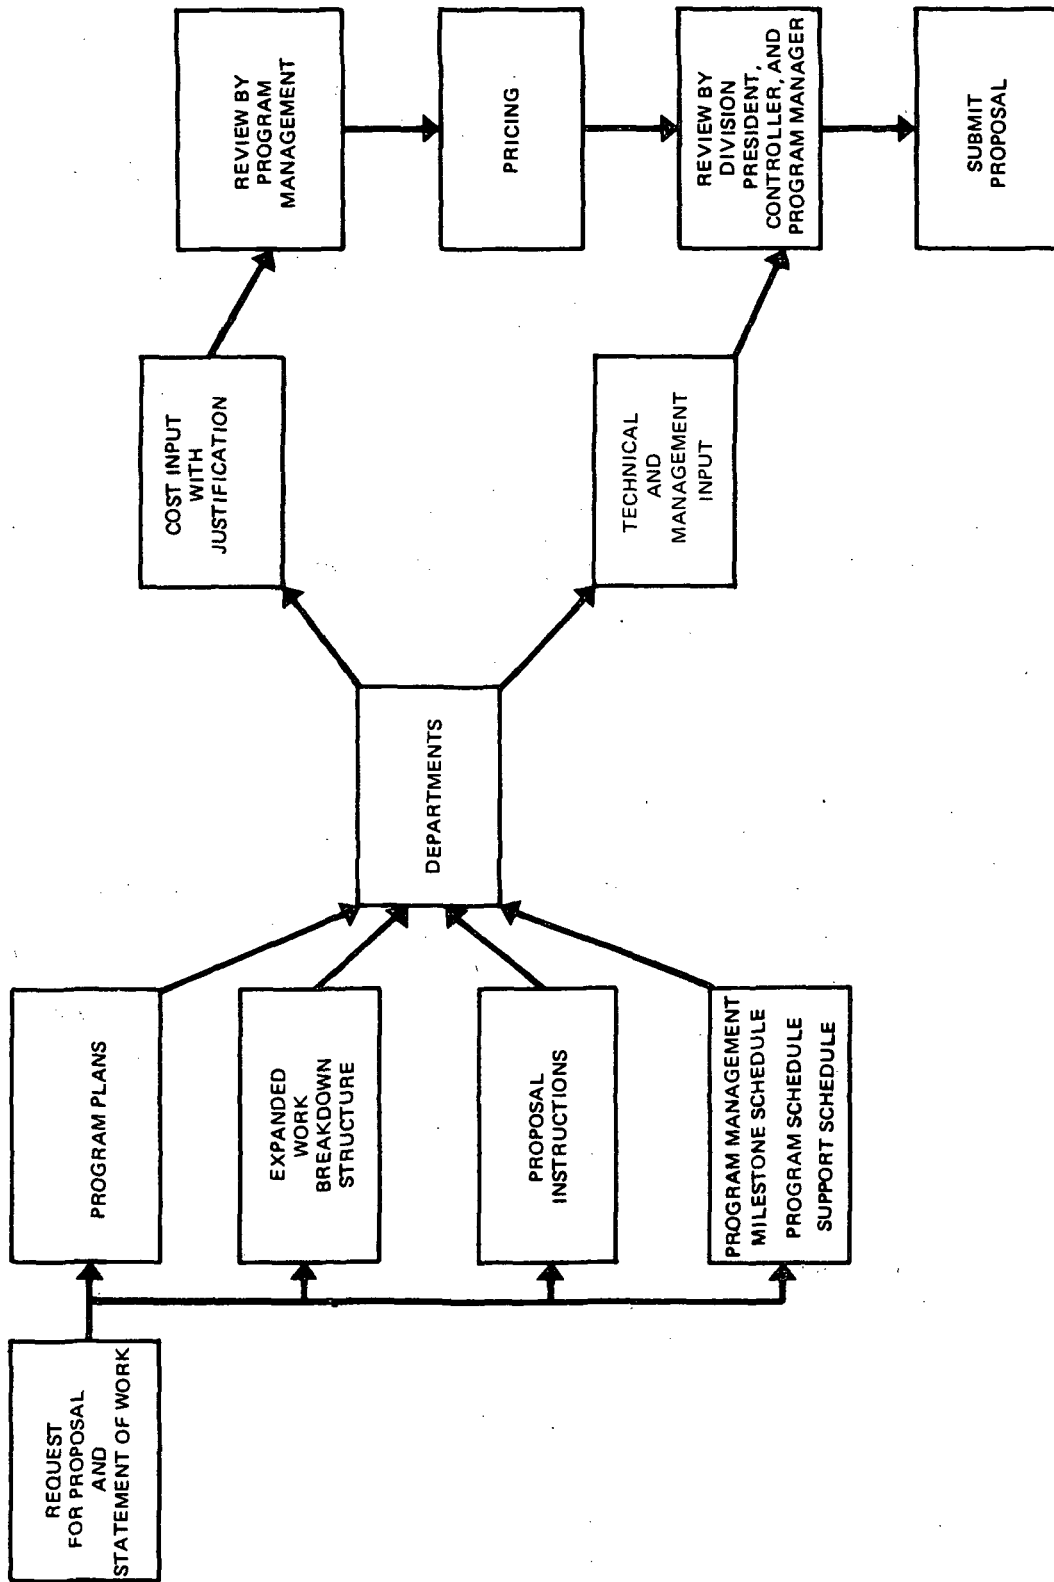 REQUEST
FOR PROPOSAL
AND
STATEMENT OF WORK
PROGRAM PLANS
EXPANDED
WORK
BREAKDOWN
STRUCTURE
PROPOSAL
INSTRUCTIONS
PROGRAM MANAGEMENT
MILESTONE SCHEDULE
PROGRAM SCHEDULE
SUPPORT SCHEDULE
DEPARTMENTS
COST INPUT
WITH
JUSTIFICATION
TECHNICAL
AND
MANAGEMENT
INPUT
REVIEW BY
PROGRAM
MANAGEMENT
PRICING
REVIEW BY
DIVISION
PRESIDENT,
CONTROLLER, AND
PROGRAM MANAGER
SUBMIT
PROPOSAL